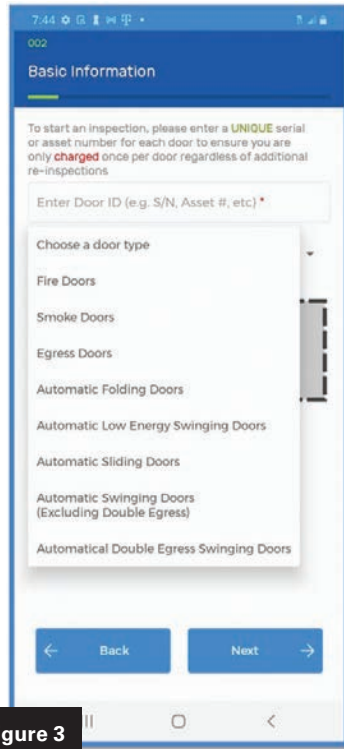 7:44
002
Basic Information
To start an inspection, please enter a UNIQUE serial
or asset number for each door to ensure you are
only charged once per door regardless of additional
re-inspections
Enter Door ID (e.g. S/N, Asset #, etc) *
Choose a door type
Fire Doors
Smoke Doors
Egress Doors
Automatic Folding Doors
Automatic Low Energy Swinging Doors
Automatic Sliding Doors
Automatic Swinging Doors
(Excluding Double Egress)
Automatical Double Egress Swinging Doors
Back
Next
gure 3